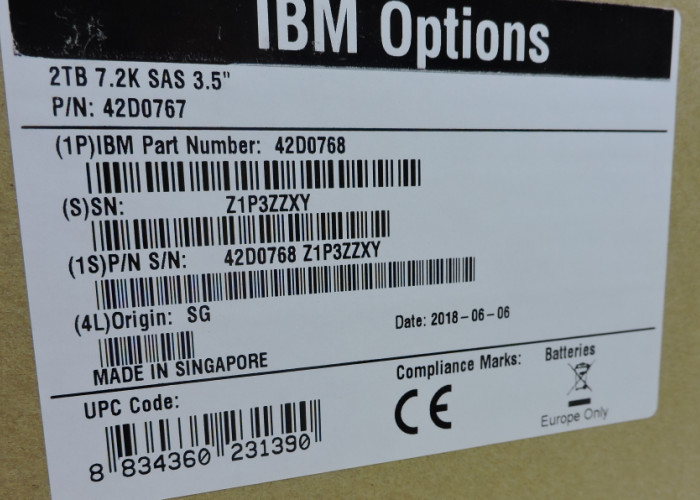 IBM Options
2TB 7.2K SAS 3.5"
P/N: 42D0767
(1P)IBM Part Number: 42D0768
(S)SN: Z1P3ZZXY
(1S)P/N S/N: 42D0768 Z1P3ZZXY
(4L)Origin: SG
Date: 2018-06-06
MADE IN SINGAPORE
Compliance Marks:
Batteries
UPC Code:
CE
Europe Only
8 834360 231390